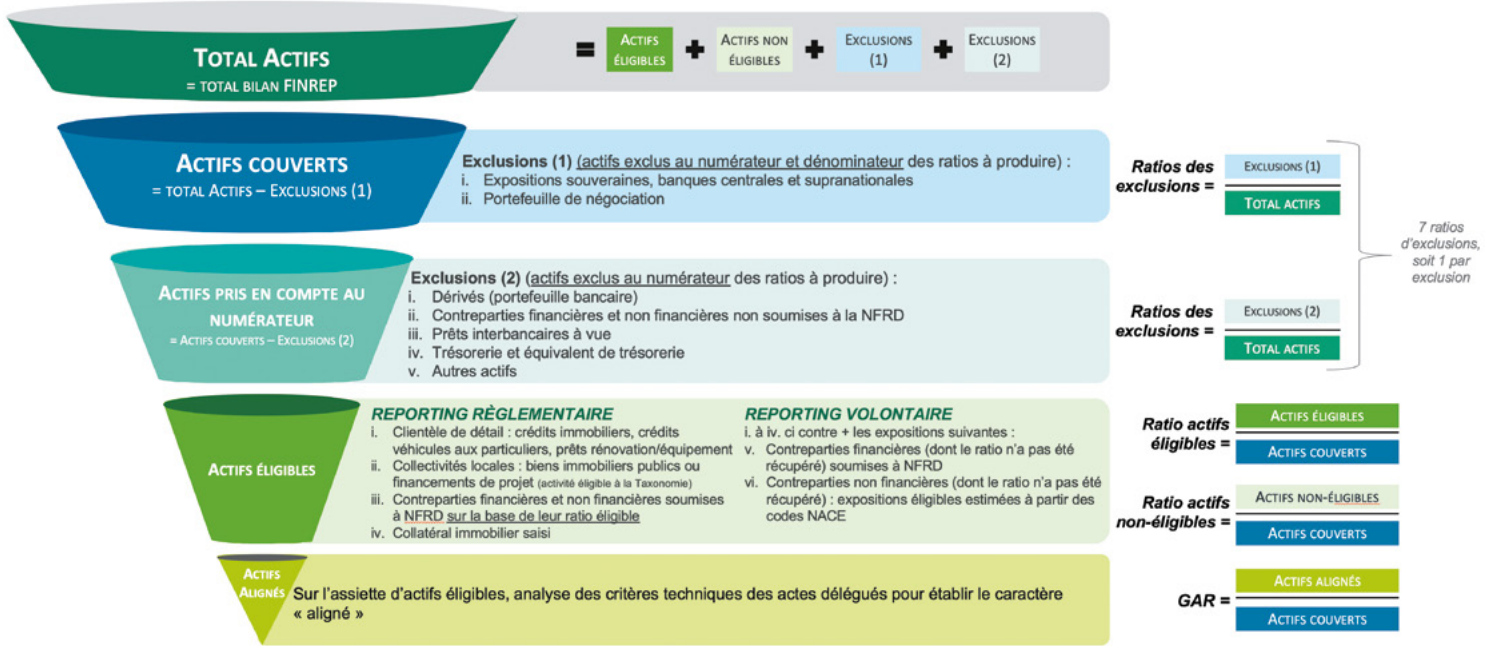 TOTAL ACTIFS
= TOTAL BILAN FINREP
= ACTIFS ÉLIGIBLES + ACTIFS NON ÉLIGIBLES + EXCLUSIONS (1) + EXCLUSIONS (2)
ACTIFS COUVERTS
= TOTAL ACTIFS – EXCLUSIONS (1)
Exclusions (1) (actifs exclus au numérateur et dénominateur des ratios à produire) :
i. Expositions souveraines, banques centrales et supranationales
ii. Portefeuille de négociation
Ratios des
exclusions =
EXCLUSIONS (1)
TOTAL ACTIFS
7 ratios
d'exclusions,
soit 1 par
exclusion
ACTIFS PRIS EN COMPTE AU
NUMÉRATEUR
= ACTIFS COUVERTS – EXCLUSIONS (2)
Exclusions (2) (actifs exclus au numérateur des ratios à produire) :
i. Dérivés (portefeuille bancaire)
ii. Contreparties financières et non financières non soumises à la NFRD
iii. Prêts interbancaires à vue
iv. Trésorerie et équivalent de trésorerie
v. Autres actifs
Ratios des
exclusions =
EXCLUSIONS (2)
TOTAL ACTIFS
ACTIFS ÉLIGIBLES
REPORTING RÈGLEMENTAIRE
i. Clientèle de détail : crédits immobiliers, crédits
véhicules aux particuliers, prêts rénovation/équipement
ii. Collectivités locales : biens immobiliers publics ou
financements de projet (activité éligible à la Taxonomie)
iii. Contreparties financières et non financières soumises
à NFRD sur la base de leur ratio éligible
iv. Collatéral immobilier saisi
REPORTING VOLONTAIRE
i. à iv. ci contre + les expositions suivantes :
v. Contreparties financières (dont le ratio n'a pas été
récupéré) soumises à NFRD
vi. Contreparties non financières (dont le ratio n'a pas été
récupéré) : expositions éligibles estimées à partir des
codes NACE
Ratio actifs
éligibles =
ACTIFS ÉLIGIBLES
ACTIFS COUVERTS
Ratio actifs
non-éligibles =
ACTIFS NON-ÉLIGIBLES
ACTIFS COUVERTS
ACTIFS
ALIGNÉS
Sur l'assiette d'actifs éligibles, analyse des critères techniques des actes délégués pour établir le caractère
« aligné »
GAR =
ACTIFS ALIGNÉS
ACTIFS COUVERTS